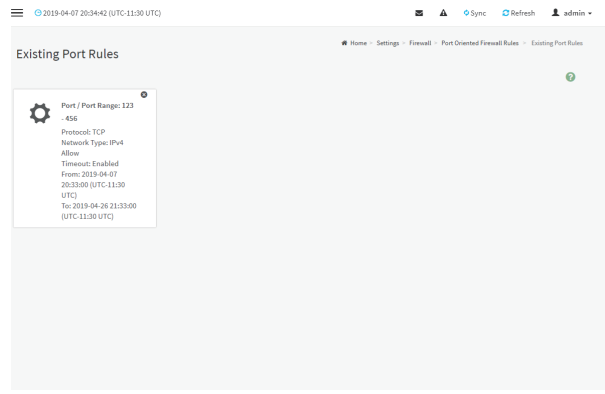 2019-04-07 20:34:42 (UTC-11:30 UTC)
Sync
Refresh
admin
Existing Port Rules
Home > Settings > Firewall > Port Oriented Firewall Rules > Existing Port Rules
Port / Port Range: 123
- 456
Protocol: TCP
Network Type: IPv4
Allow
Timeout: Enabled
From: 2019-04-07
20:33:00 (UTC-11:30
UTC)
To: 2019-04-26 21:33:00
(UTC-11:30 UTC)